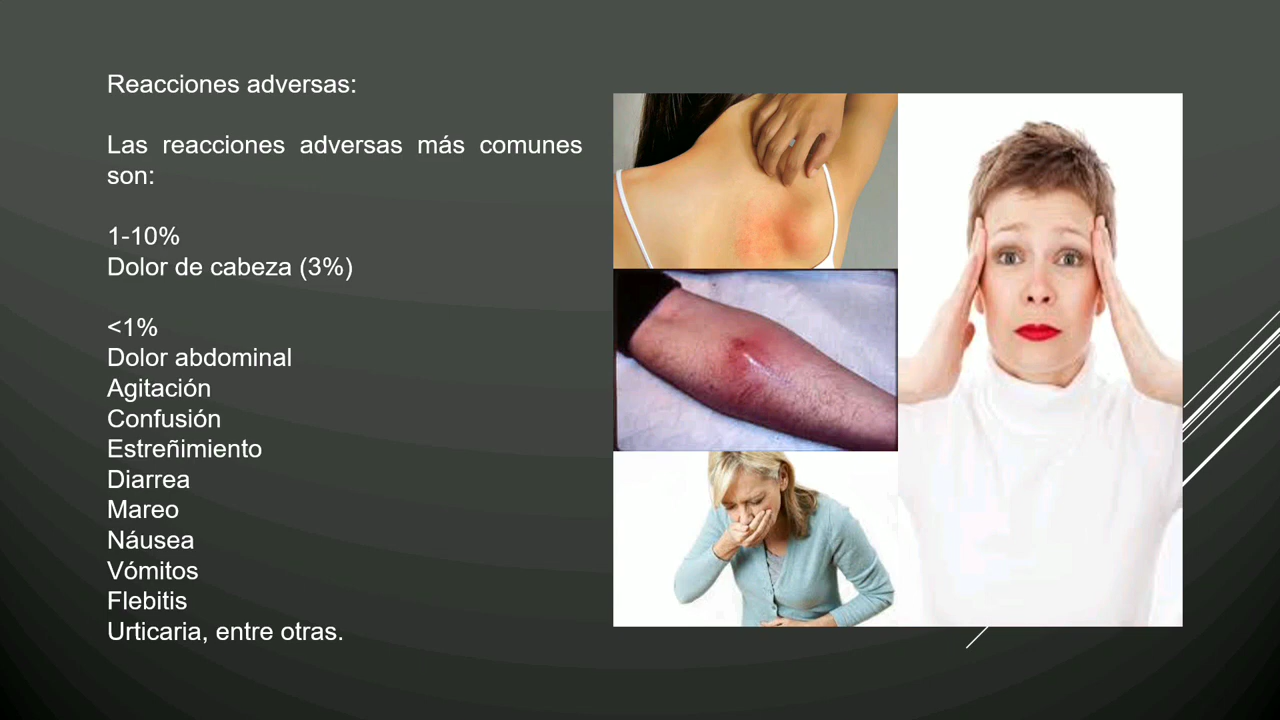 Reacciones adversas:
Las reacciones adversas más comunes
son:
1-10%
Dolor de cabeza (3%)
<1%
Dolor abdominal
Agitación
Confusión
Estreñimiento
Diarrea
Mareo
Náusea
Vómitos
Flebitis
Urticaria, entre otras.